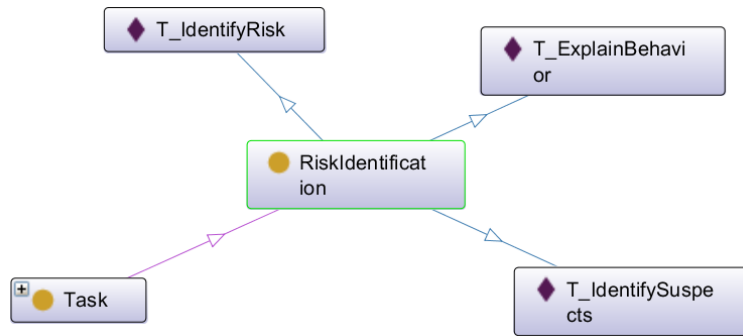 T_IdentifyRisk
T_ExplainBehavi
or
RiskIdentificat
ion
Task
T_IdentifySuspe
cts